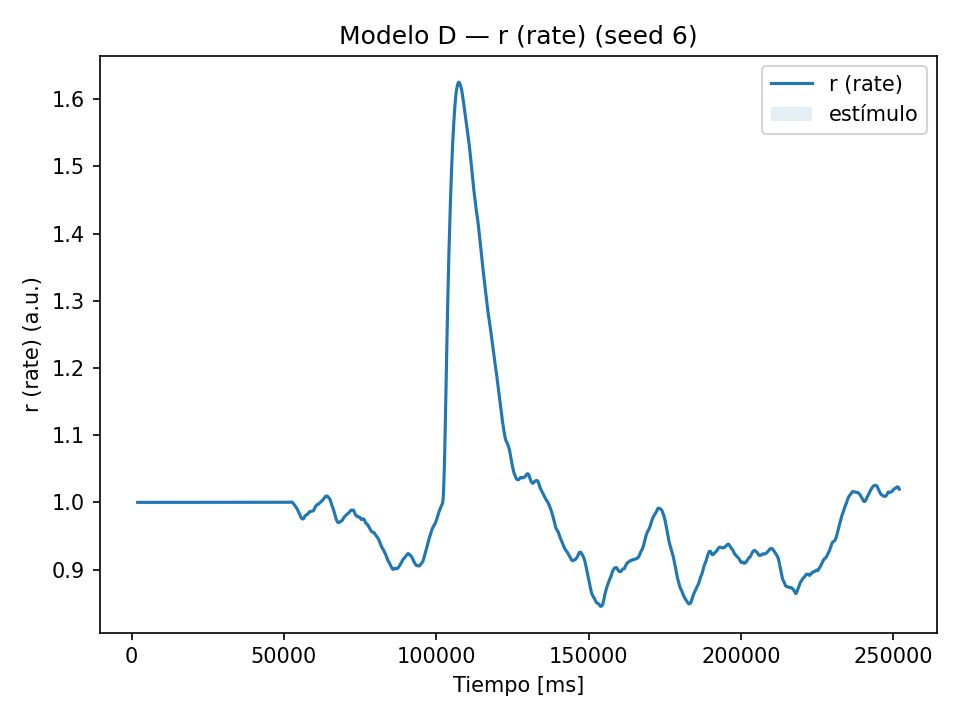 Modelo D — r (rate) (seed 6)
r (rate)
estímulo
r (rate) (a.u.)
1.6
1.5
1.4
1.3
1.2
1.1
1.0
0.9
0
50000
100000
150000
200000
250000
Tiempo [ms]